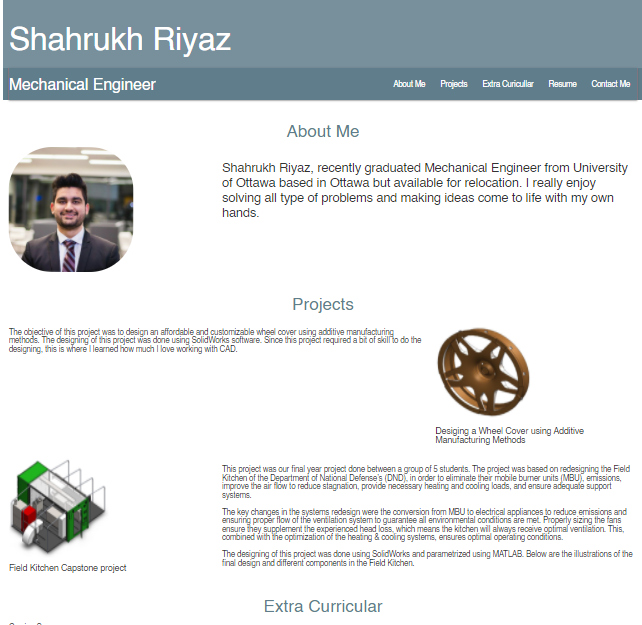 Shahrukh Riyaz
Mechanical Engineer
About Me Projects Extra Curicullar Resume Contact Me
About Me
Shahrukh Riyaz, recently graduated Mechanical Engineer from University
of Ottawa based in Ottawa but available for relocation. I really enjoy
solving all type of problems and making ideas come to life with my own
hands.
Projects
The objective of this project was to design an affordable and customizable wheel cover using additive manufacturing
methods. The designing of this project was done using SolidWorks software. Since this project required a bit of skill to do the
designing, this is where I learned how much I love working with CAD.
Desiging a Wheel Cover using Additive
Manufacturing Methods
This project was our final year project done between a group of 5 students. The project was based on redesigning the Field
Kitchen of the Department of National Defense's (DND), in order to eliminate their mobile burner units (MBU), emissions,
improve the air flow to reduce stagnation, provide necessary heating and cooling loads, and ensure adequate support
systems.
The key changes in the systems redesign were the conversion from MBU to electrical appliances to reduce emissions and
ensuring proper flow of the ventilation system to guarantee all environmental conditions are met. Properly sizing the fans
ensure they supplement the experienced head loss, which means the kitchen will always receive optimal ventilation. This,
combined with the optimization of the heating & cooling systems, ensures optimal operating conditions.
The designing of this project was done using SolidWorks and parametrized using MATLAB. Below are the illustrations of the
final design and different components in the Field Kitchen.
Field Kitchen Capstone project
Extra Curricular